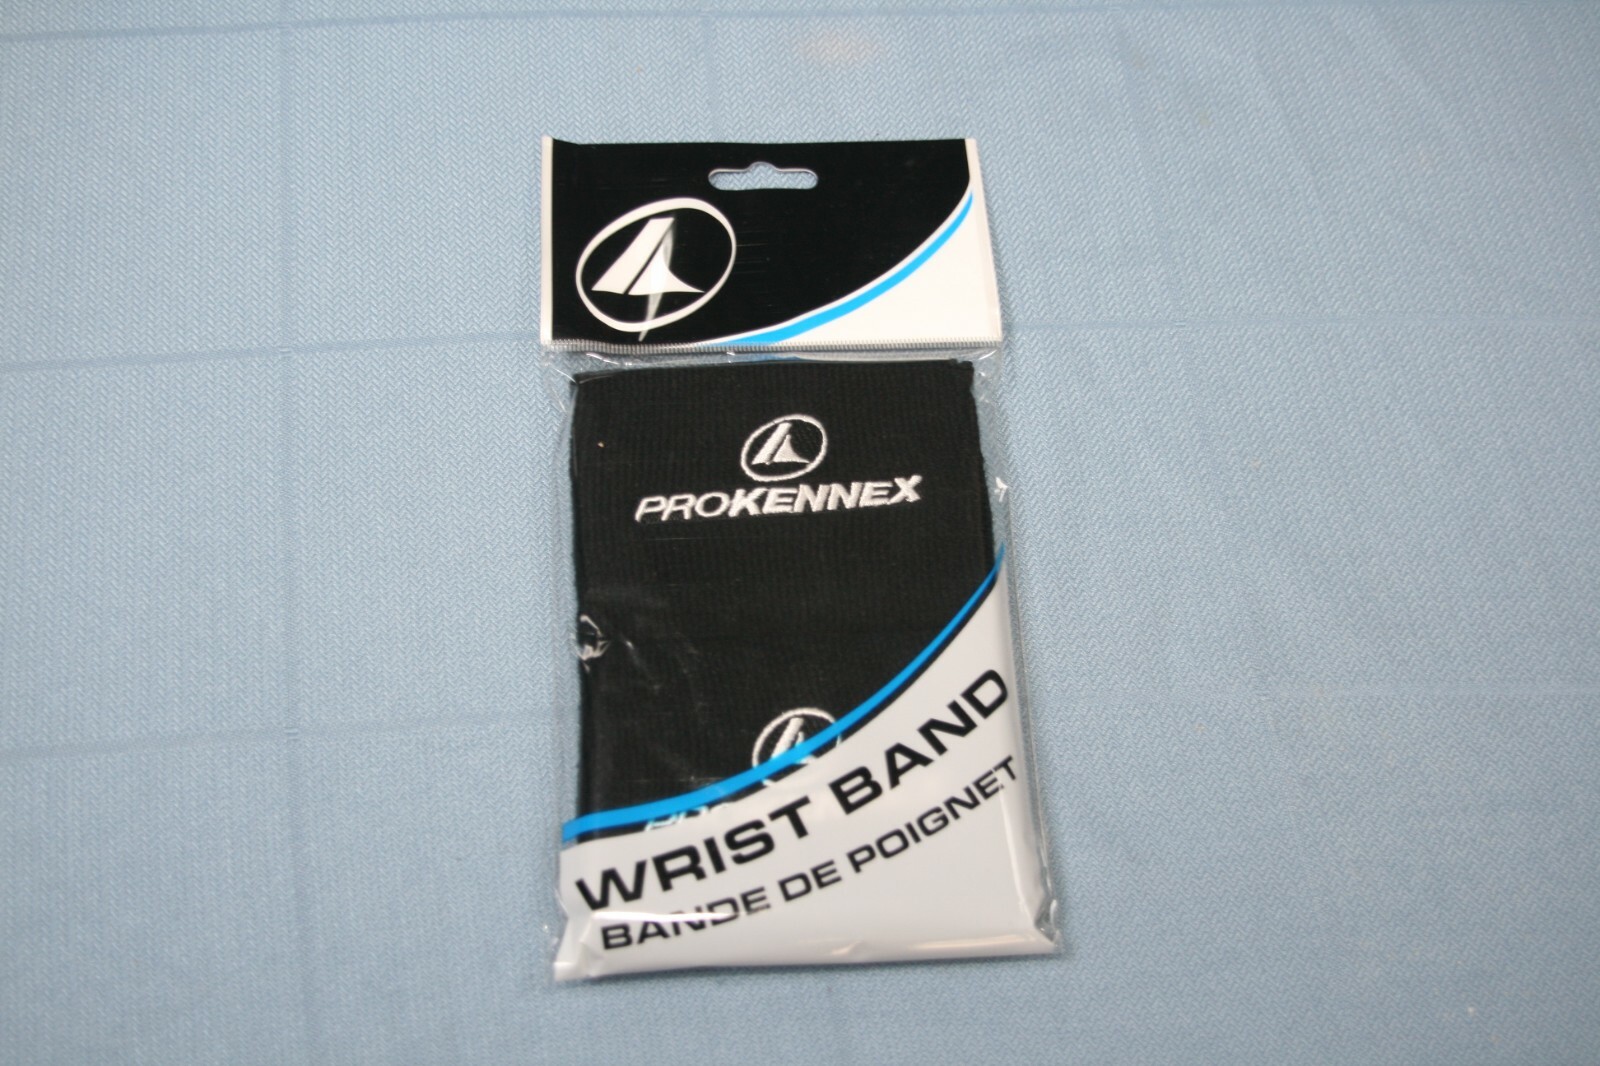 PROKENNEX
WRIST BAND
BANDE DE POIGNET